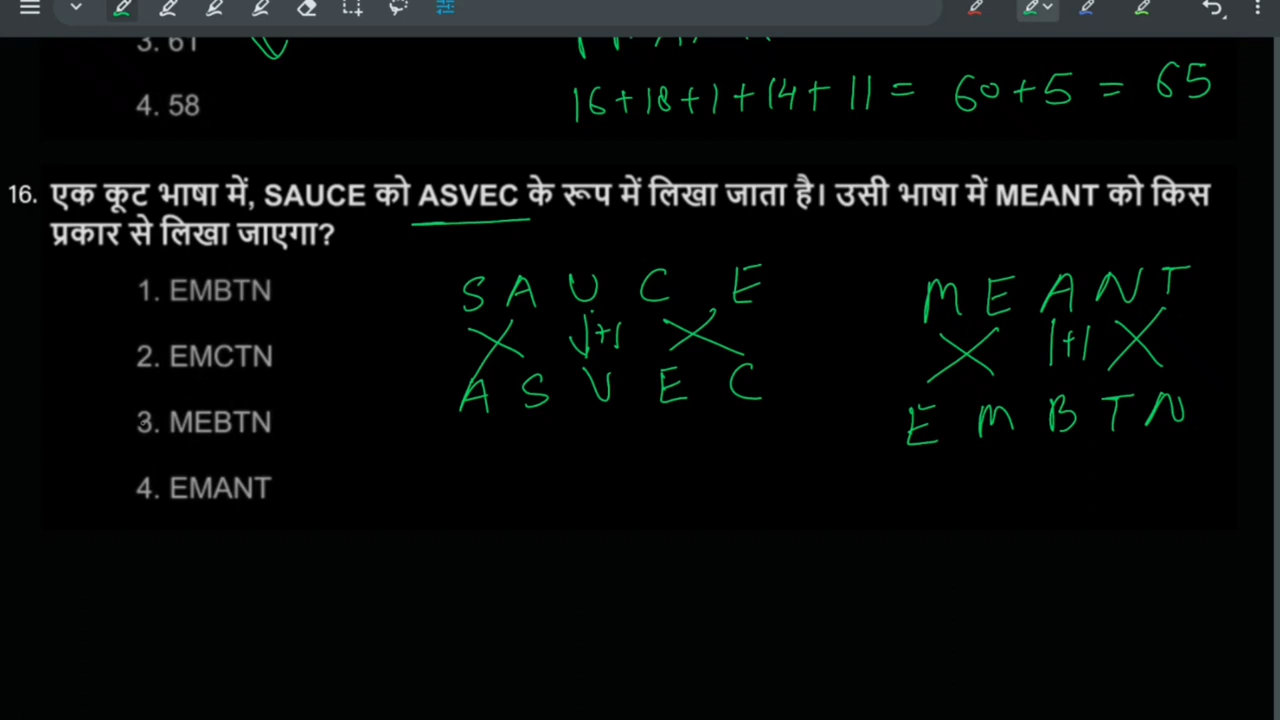 3. 61
4. 58
16+18+1+14+11 = 60+5 = 65
16. एक कूट भाषा में, SAUCE को ASVEC के रूप में लिखा जाता है। उसी भाषा में MEANT को किस
प्रकार से लिखा जाएगा?
1. EMBTN
2. EMCTN
3. MEBTN
4. EMANT
S A U C E
+1
A S V E C
M E A N T
+1
E M B T N